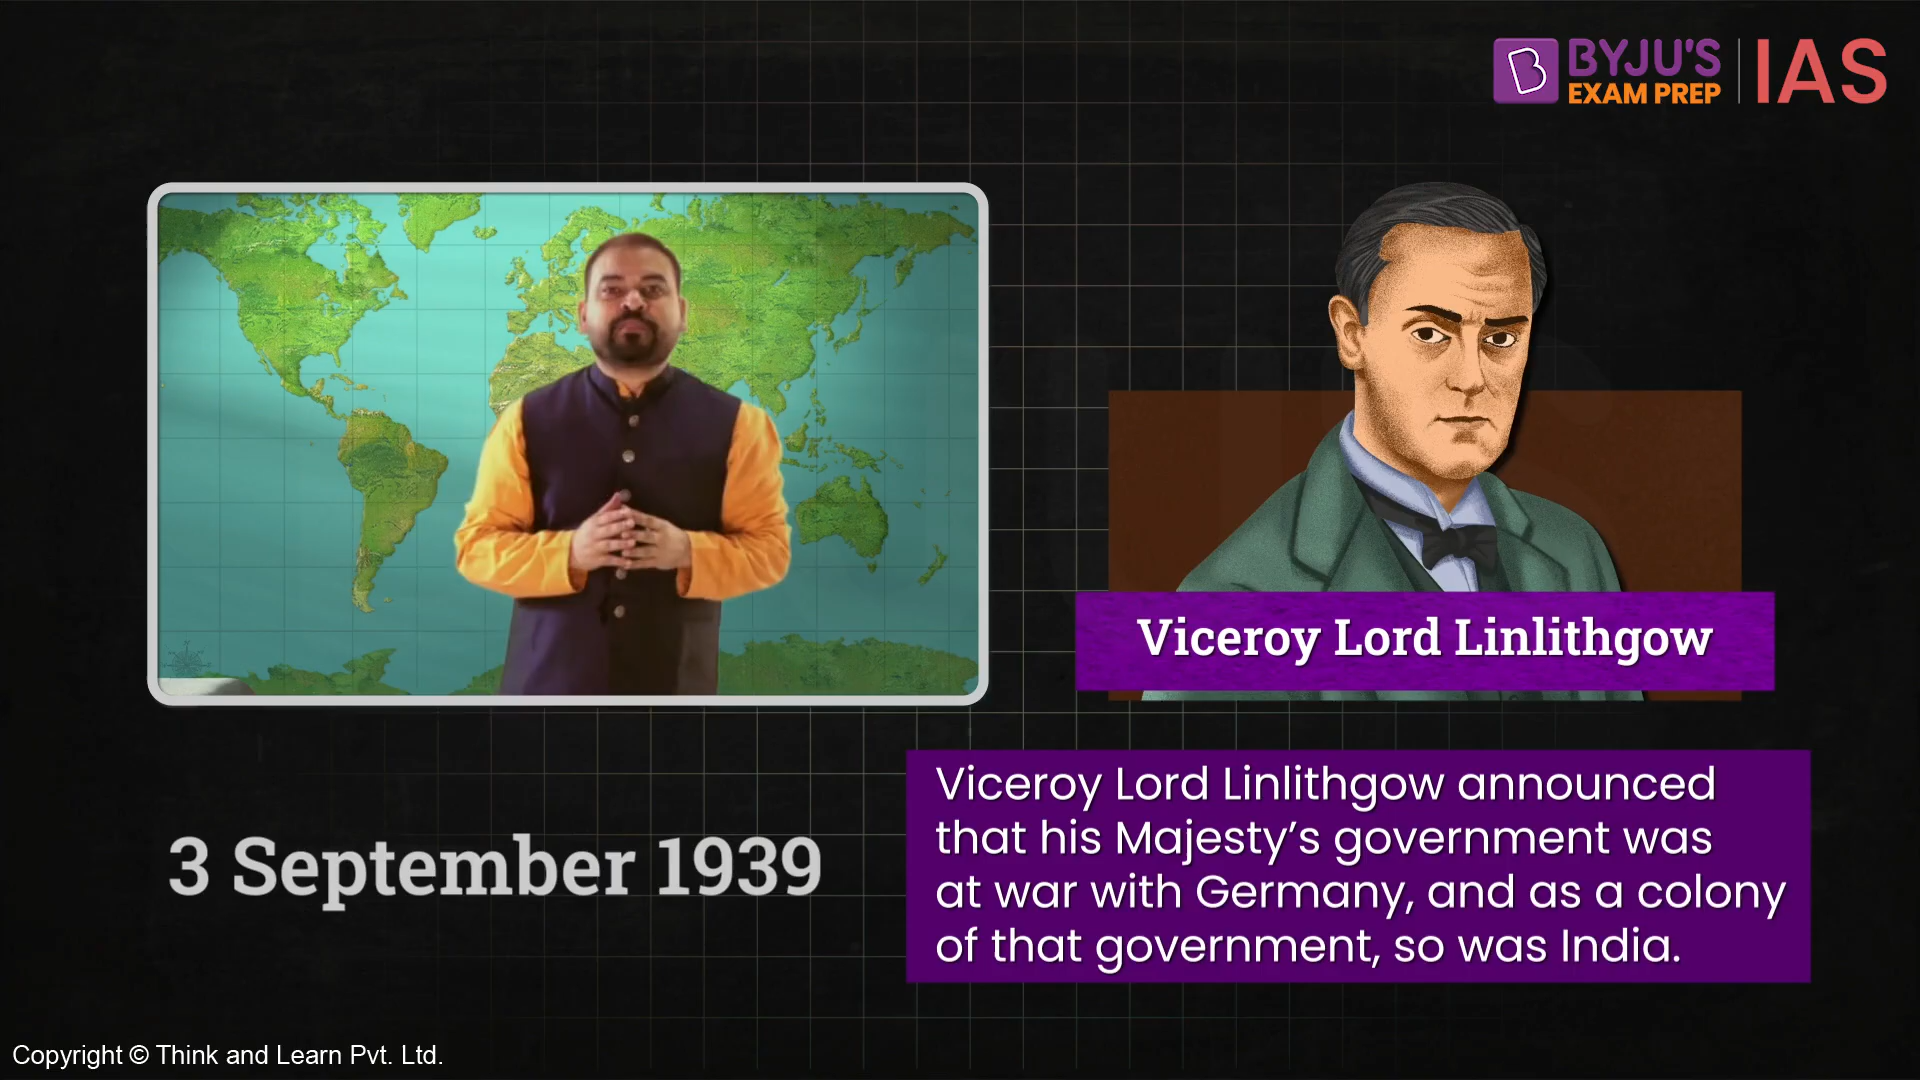 BYJU'S
EXAM PREP
IAS
Viceroy Lord Linlithgow
3 September 1939
Viceroy Lord Linlithgow announced
that his Majesty’s government was
at war with Germany, and as a colony
of that government, so was India.
Copyright © Think and Learn Pvt. Ltd.